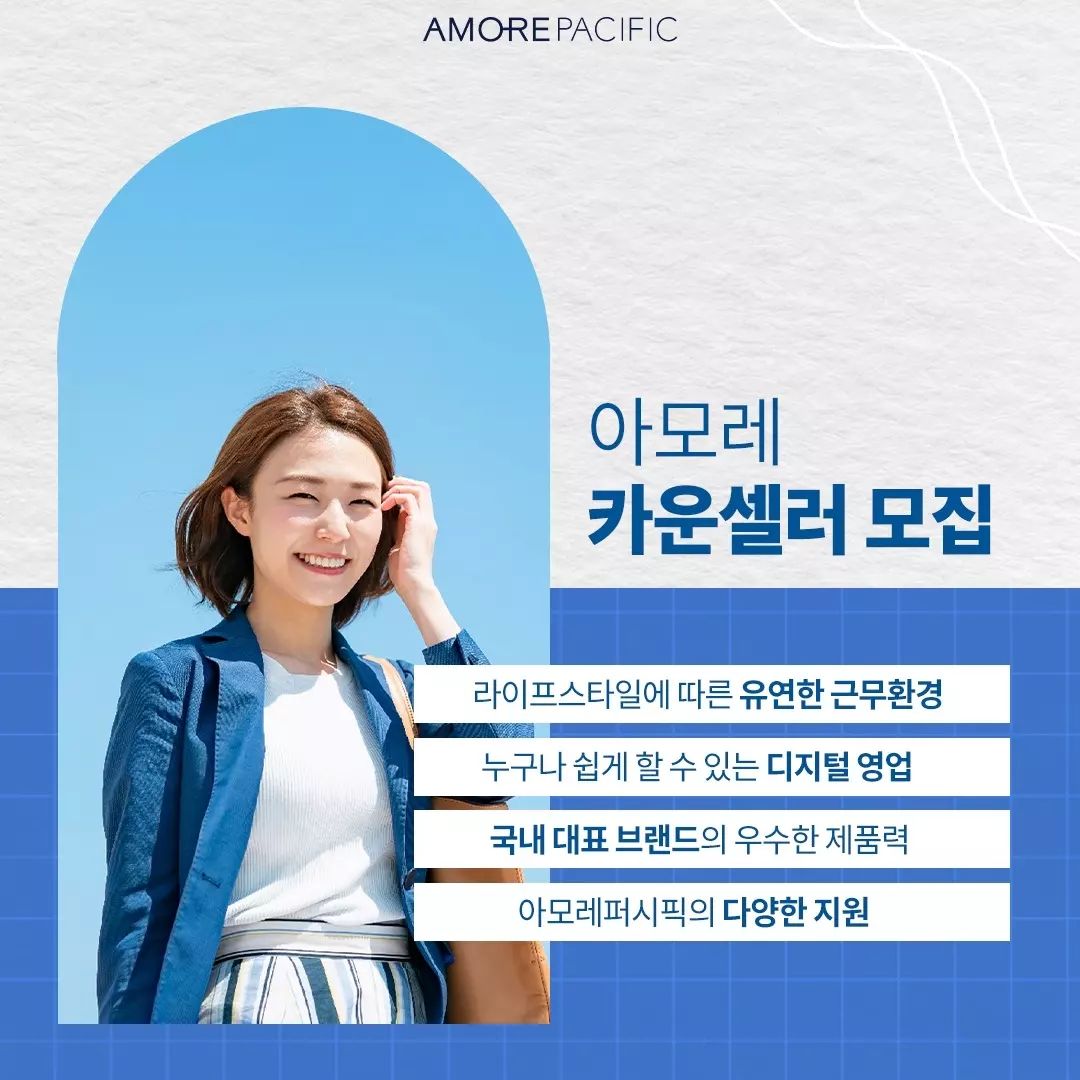 AMOREPACIFIC
아모레
카운셀러 모집
라이프스타일에 따른 유연한 근무환경
누구나 쉽게 할 수 있는 디지털 영업
국내 대표 브랜드의 우수한 제품력
아모레퍼시픽의 다양한 지원